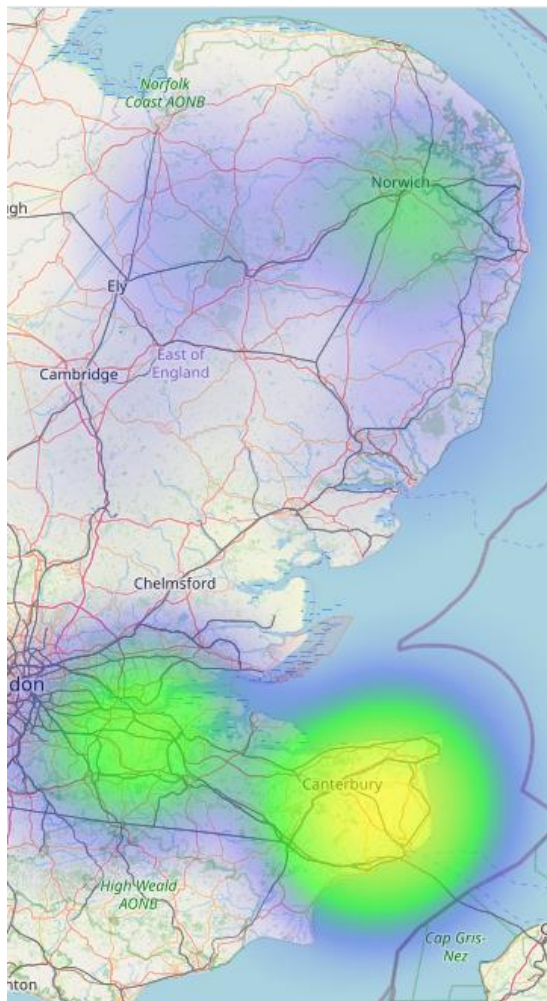 Norfolk
Coast AONB
Norwich
gh
Ely
East of
England
Cambridge
Chelmsford
don
Canterbury
High Weald
AONB
Cap Gris-
Nez
C
nton